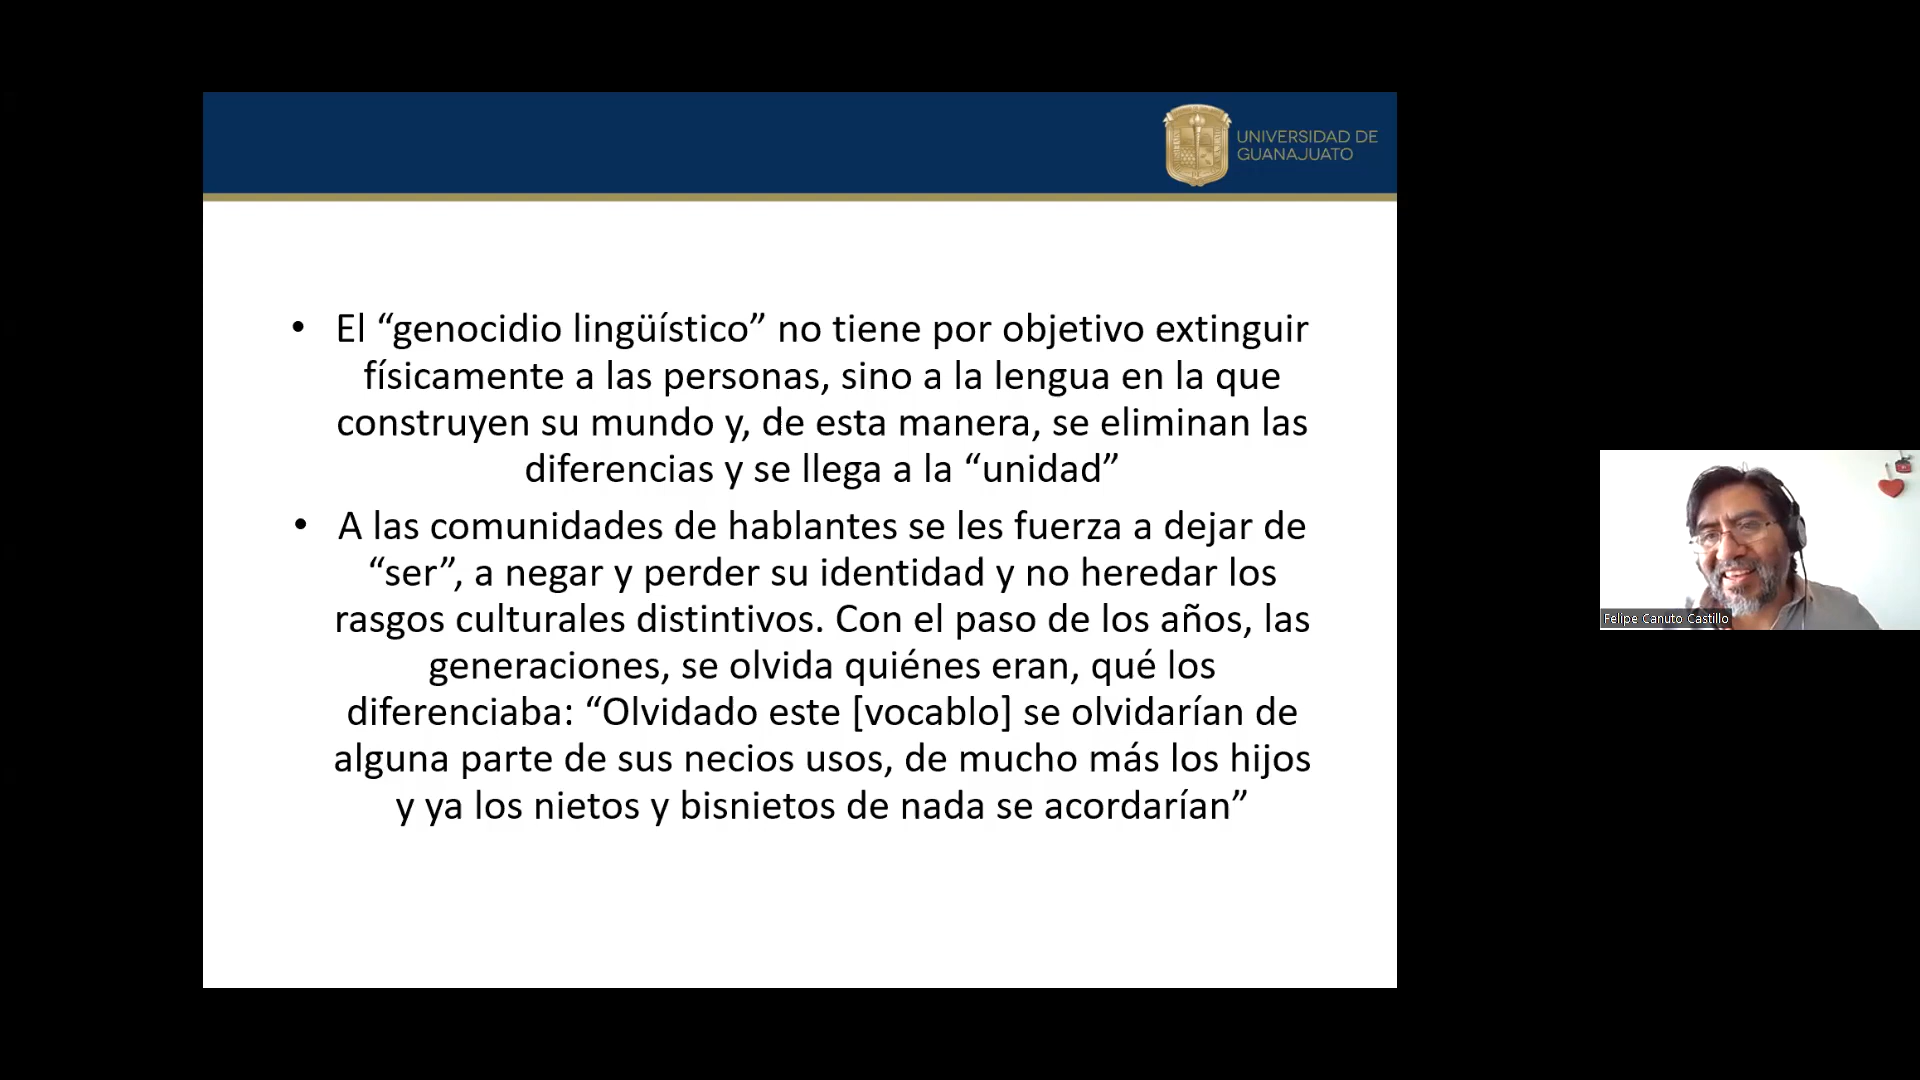 UNIVERSIDAD DE
GUANAJUATO
• El “genocidio lingüístico” no tiene por objetivo extinguir
físicamente a las personas, sino a la lengua en la que
construyen su mundo y, de esta manera, se eliminan las
diferencias y se llega a la “unidad”
• A las comunidades de hablantes se les fuerza a dejar de
“ser”, a negar y perder su identidad y no heredar los
rasgos culturales distintivos. Con el paso de los años, las
generaciones, se olvida quiénes eran, qué los
diferenciaba: “Olvidado este [vocablo] se olvidarían de
alguna parte de sus necios usos, de mucho más los hijos
y ya los nietos y bisnietos de nada se acordarían”
Felipe Canuto Castillo